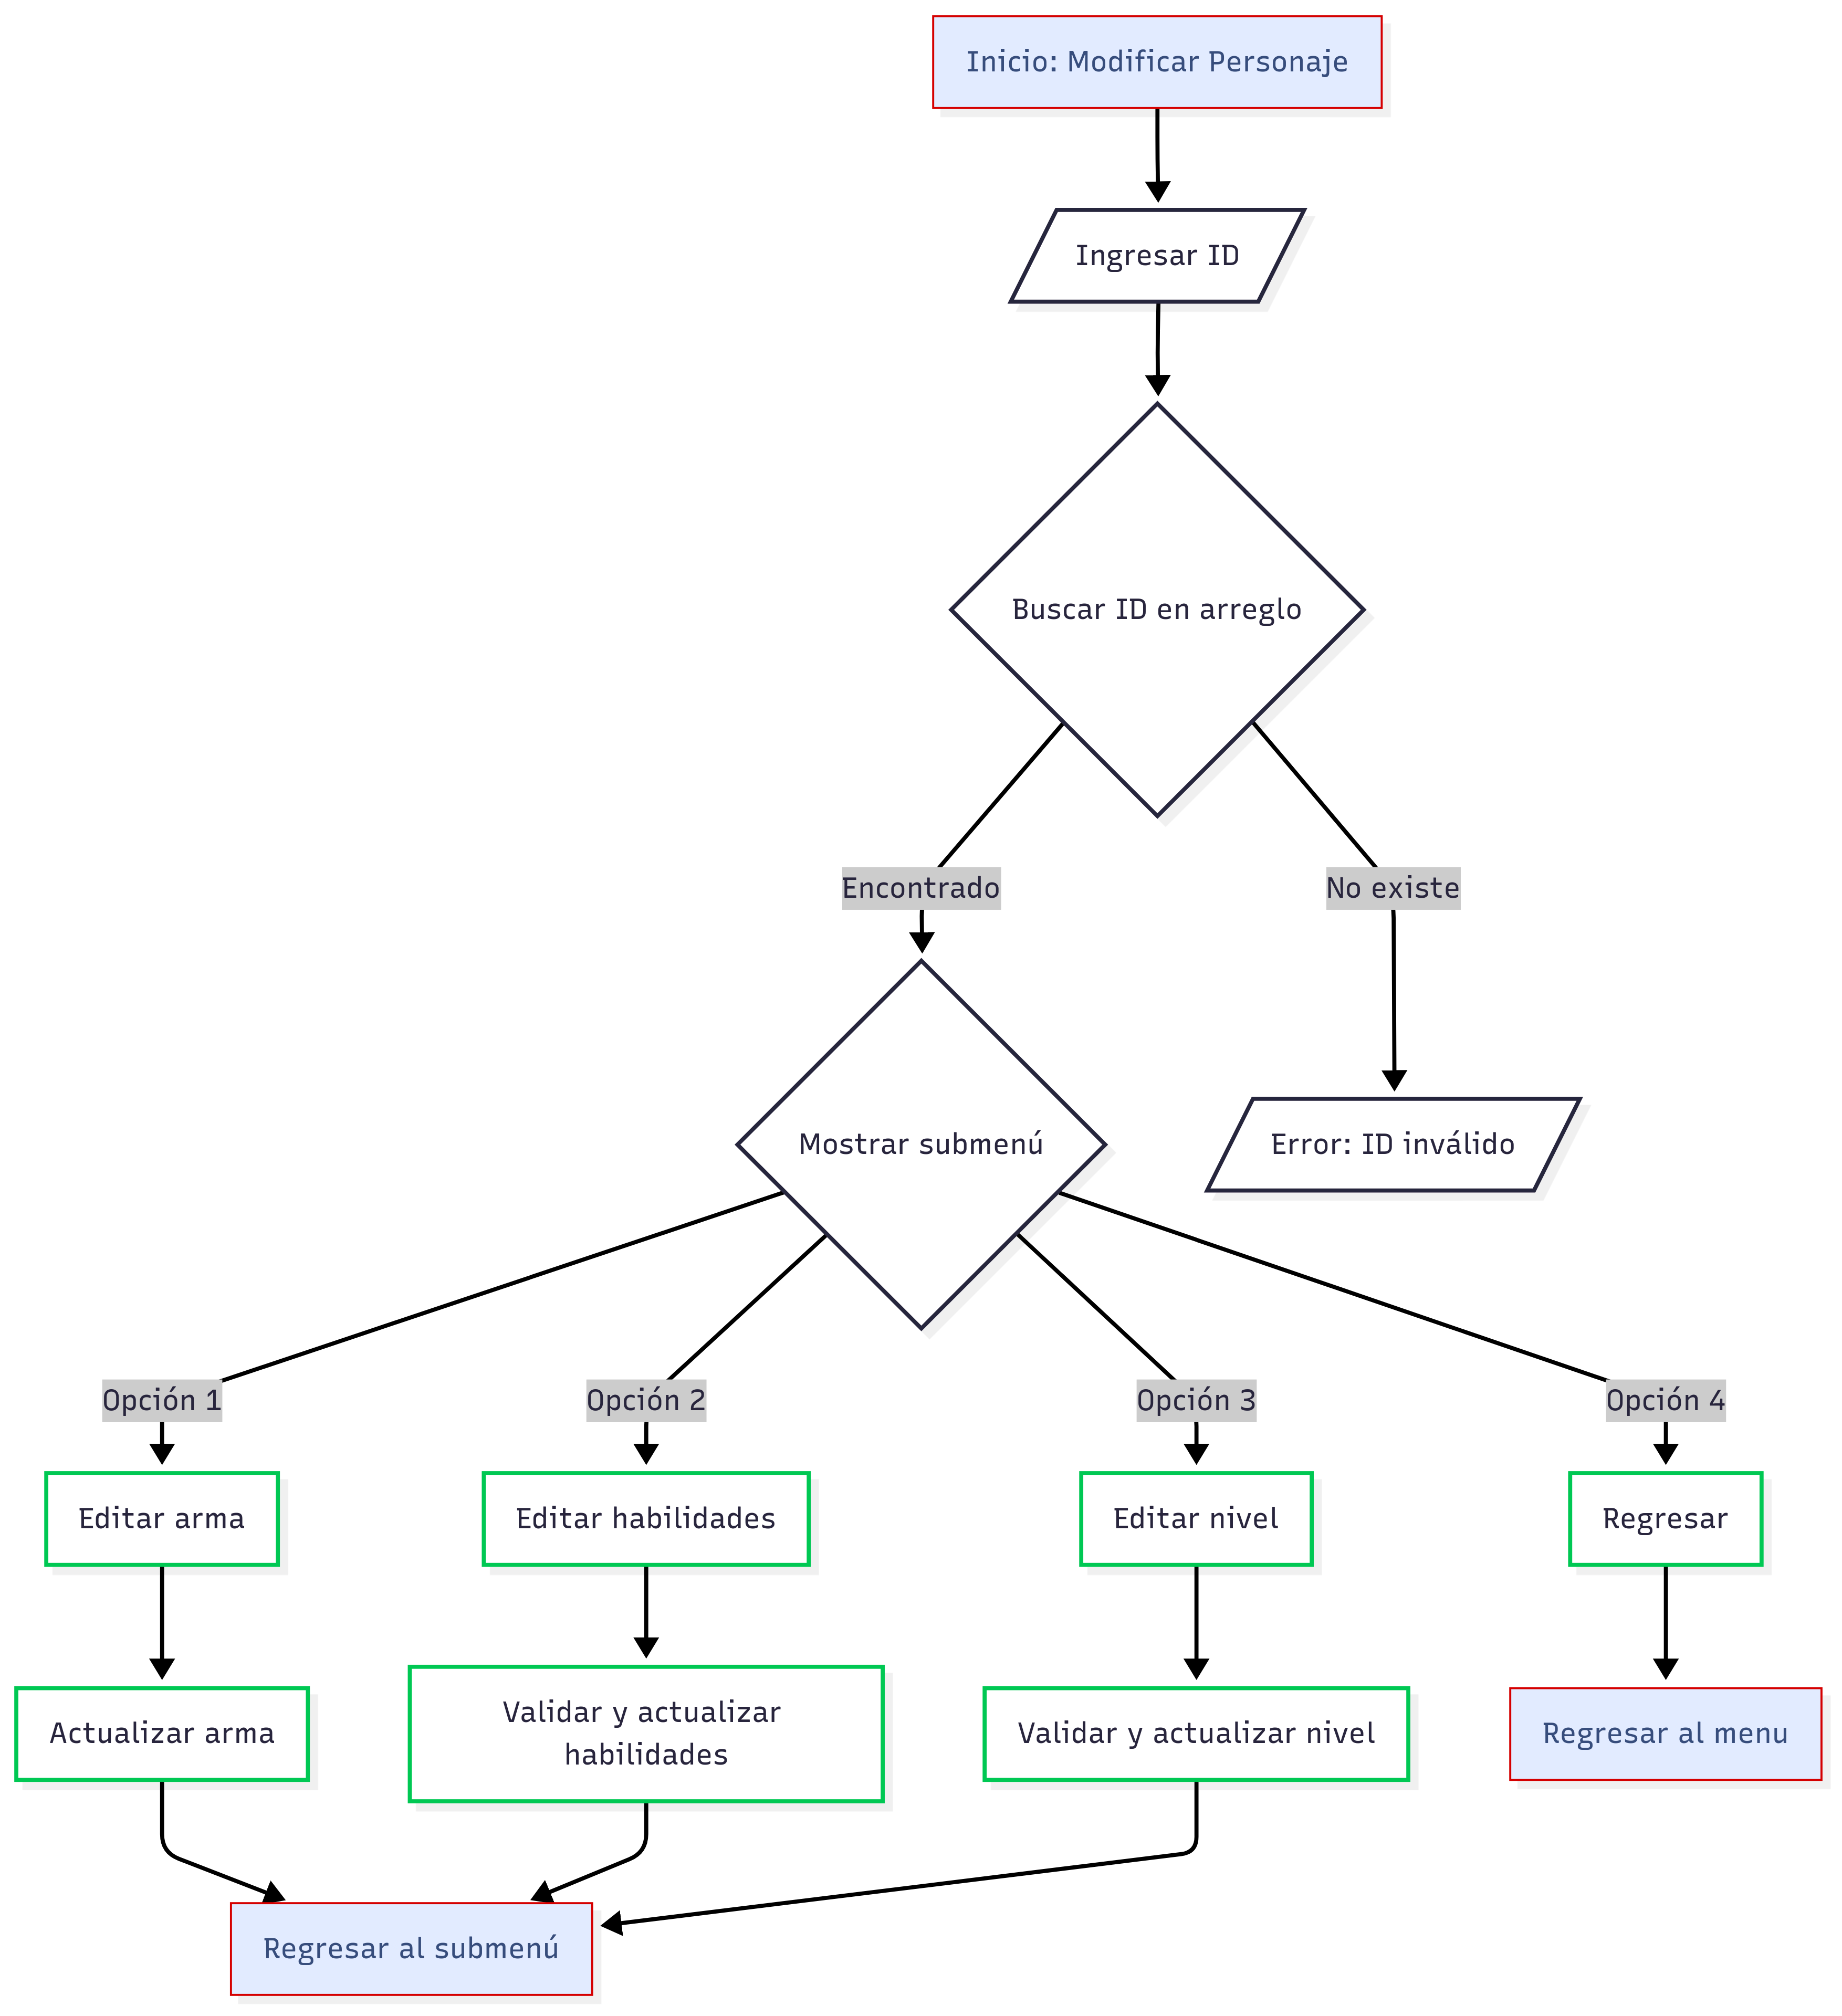 Inicio: Modificar Personaje
Ingresar ID
Buscar ID en arreglo
Encontrado
No existe
Mostrar submenú
Error: ID inválido
Opción 1
Opción 2
Opción 3
Opción 4
Editar arma
Editar habilidades
Editar nivel
Regresar
Actualizar arma
Validar y actualizar
habilidades
Validar y actualizar nivel
Regresar al menu
Regresar al submenú